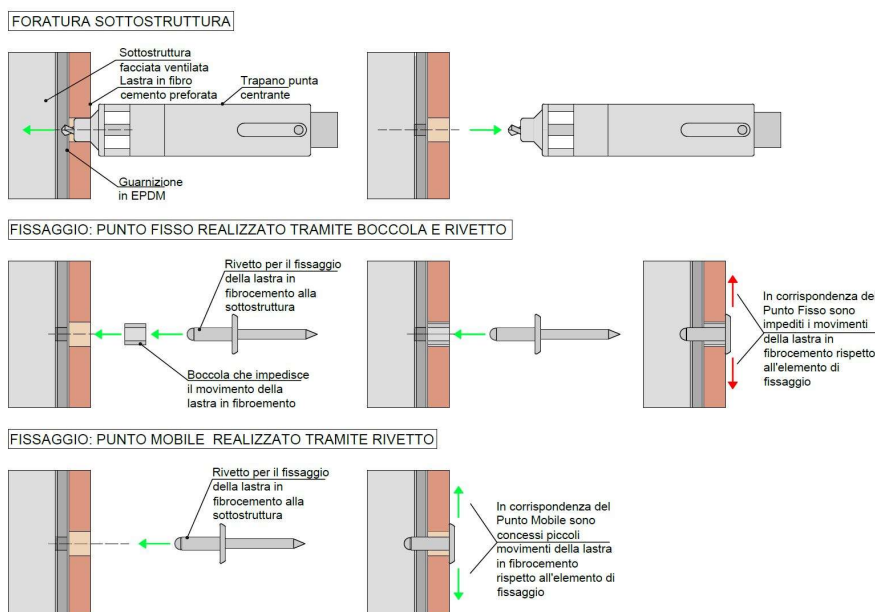 FORATURA SOTTOSTRUTTURA
Sottostruttura
facciata ventilata
Lastra in fibro
cemento preforata
Trapano punta
centrante
Guarnizione
in EPDM
FISSAGGIO: PUNTO FISSO REALIZZATO TRAMITE BOCCOLA E RIVETTO
Rivetto per il fissaggio
della lastra in
fibrocemento alla
sottostruttura
Boccola che impedisce
il movimento della
lastra in fibroemento
In corrispondenza de
Punto Fisso sono
impediti i movimenti
della lastra in
fibrocemento rispetto
all'elemento di
fissaggio
FISSAGGIO: PUNTO MOBILE REALIZZATO TRAMITE RIVETTO
Rivetto per il fissaggio
della lastra in
fibrocemento alla
sottostruttura
In corrispondenza del
Punto Mobile sono
concessi piccoli
movimenti della lastra
in fibrocemento
rispetto all'elemento di
fissaggio